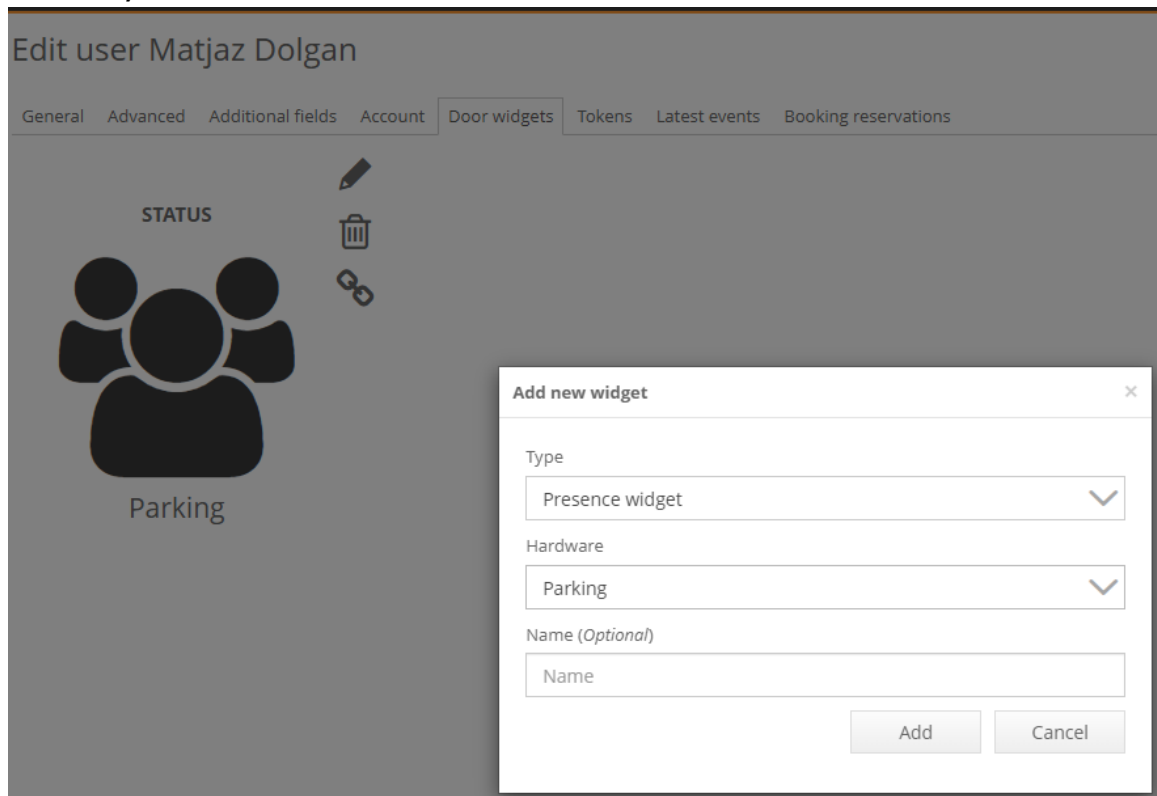 Edit user Matjaz Dolgan
General Advanced Additional fields Account Door widgets Tokens Latest events Booking reservations
STATUS
Parking
Add new widget
Type
Presence widget
Hardware
Parking
Name (Optional)
Name
Add Cancel